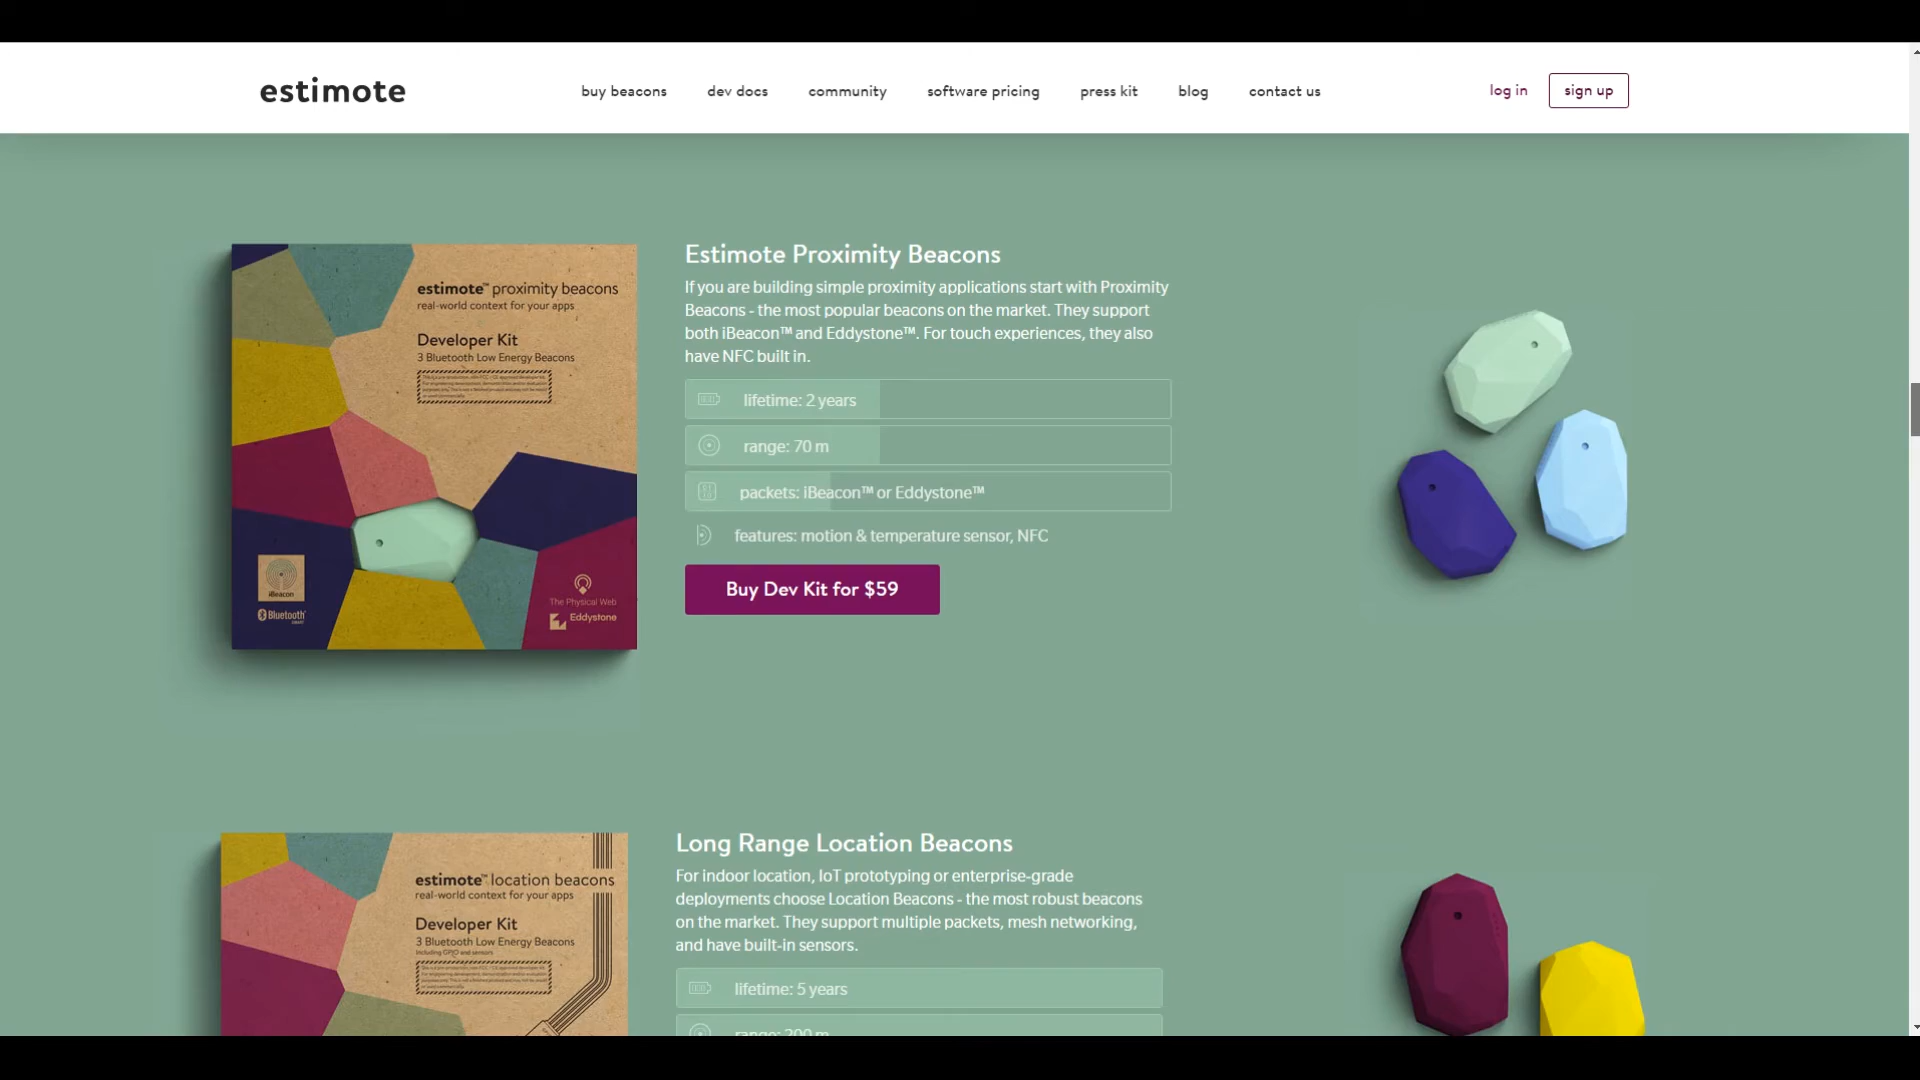 estimote
buy beacons
dev docs
community
software pricing
press kit
blog
contact us
log in
sign up
estimote™ proximity beacons
real-world context for your apps
Developer Kit
3 Bluetooth Low Energy Beacons
iBeacon
Bluetooth
The Physical Web
Eddystone
Estimote Proximity Beacons
If you are building simple proximity applications start with Proximity
Beacons - the most popular beacons on the market. They support
both iBeacon™ and Eddystone™. For touch experiences, they also
have NFC built in.
lifetime: 2 years
range: 70 m
packets: iBeacon™ or Eddystone™
features: motion & temperature sensor, NFC
Buy Dev Kit for $59
estimote™ location beacons
real-world context for your apps
Developer Kit
3 Bluetooth Low Energy Beacons
Including GPIO and sensors
Long Range Location Beacons
For indoor location, IoT prototyping or enterprise-grade
deployments choose Location Beacons - the most robust beacons
on the market. They support multiple packets, mesh networking,
and have built-in sensors.
lifetime: 5 years
range: 200 m